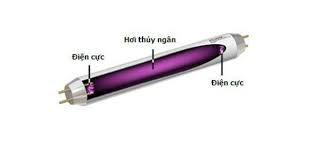 Hơi thủy ngân
Điện cực
Điện cực